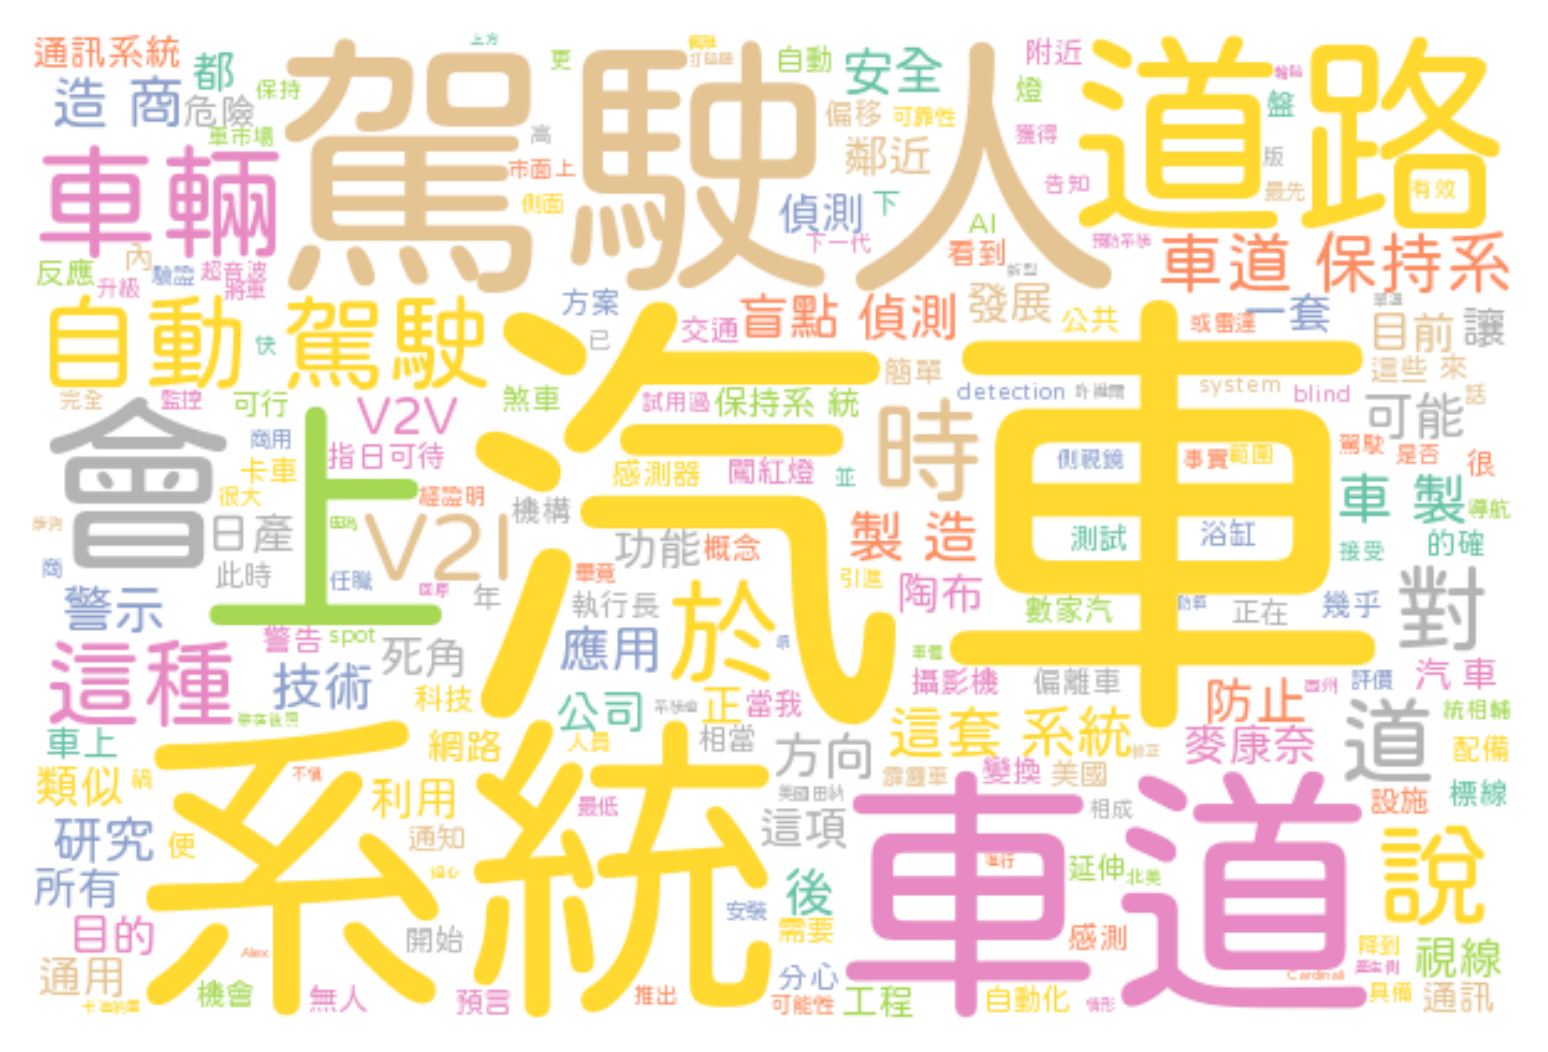 通訊系統
造 商
都
危險
保持
車市場
車輛
駕駛人
上方
更
自動
安全
附近
燈
道路
盤
版
最先
有效
高
市面上
側面
偏移
可靠性
鄰近
獲得
告知
偵測
下
下一代
AI
看到
車道 保持系
反應
內
驗證
超音波
升級
將車
自動 駕駛
快
方案
已
交通
盲點 偵測
發展
公共
或雷達
一套
目前
讓
這些 來
話
完全
監控
可行
V2V
煞車
試用過
保持系 統
簡單
detection
許維爾
system
blind
可能
會
商用
卡車
很大
指日可待
經證明
上
汽車
感測器
闖紅燈
並
時
側視鏡
事實
範圍
駕駛
是否
很
日產
此時
V2I
機構
功能
概念
製 造
測試
浴缸
車 製
導航
接受
的確
商
任職
年
畢竟
執行長
引進
陶布
數家汽
正在
幾乎
對
警示
警告
spot
死角
應用
於
車體
這種
技術
科技
公司
正
當我
攝影機
偏離車
防止
評價
汽 車
車上
網路
人員
相當
方向
這套 系統
麥康奈
道
統相輔
配備
類似
系統
不慎
利用
最低
霹靂車
變換
美國
設施
標線
研究
便
通知
這項
車道
相成
說
所有
後
延伸
北美
目的
開始
安裝
需要
感測
降到
視線
通用
Alex
分心
Cardinali
具備
機會
無人
預言
推出
可能性
工程
自動化
情形
通訊